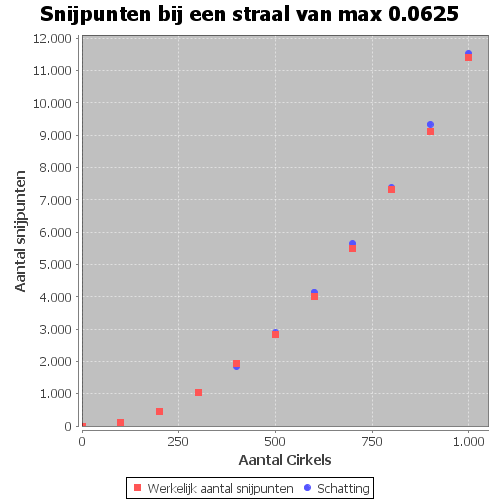 Snijpunten bij een straal van max 0.0625
12.000
11.000
10.000
9.000
8.000
7.000
6.000
5.000
4.000
3.000
2.000
1.000
0
Aantal snijpunten
0 250 500 750 1.000
Aantal Cirkels
Werkelijk aantal snijpunten Schatting